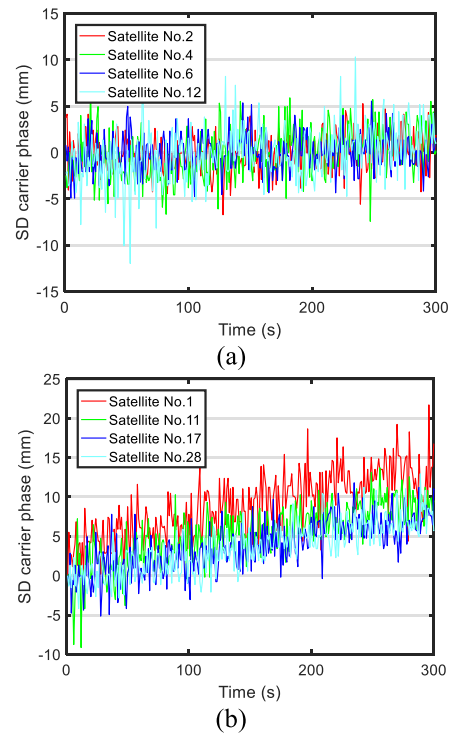 15
10
5
0
-5
-10
-15
SD carrier phase (mm)
Satellite No.2
Satellite No.4
Satellite No.6
Satellite No.12
0 100 200 300
Time (s)
(a)
25
20
15
10
5
0
-5
-10
SD carrier phase (mm)
Satellite No.1
Satellite No.11
Satellite No.17
Satellite No.28
0 100 200 300
Time (s)
(b)